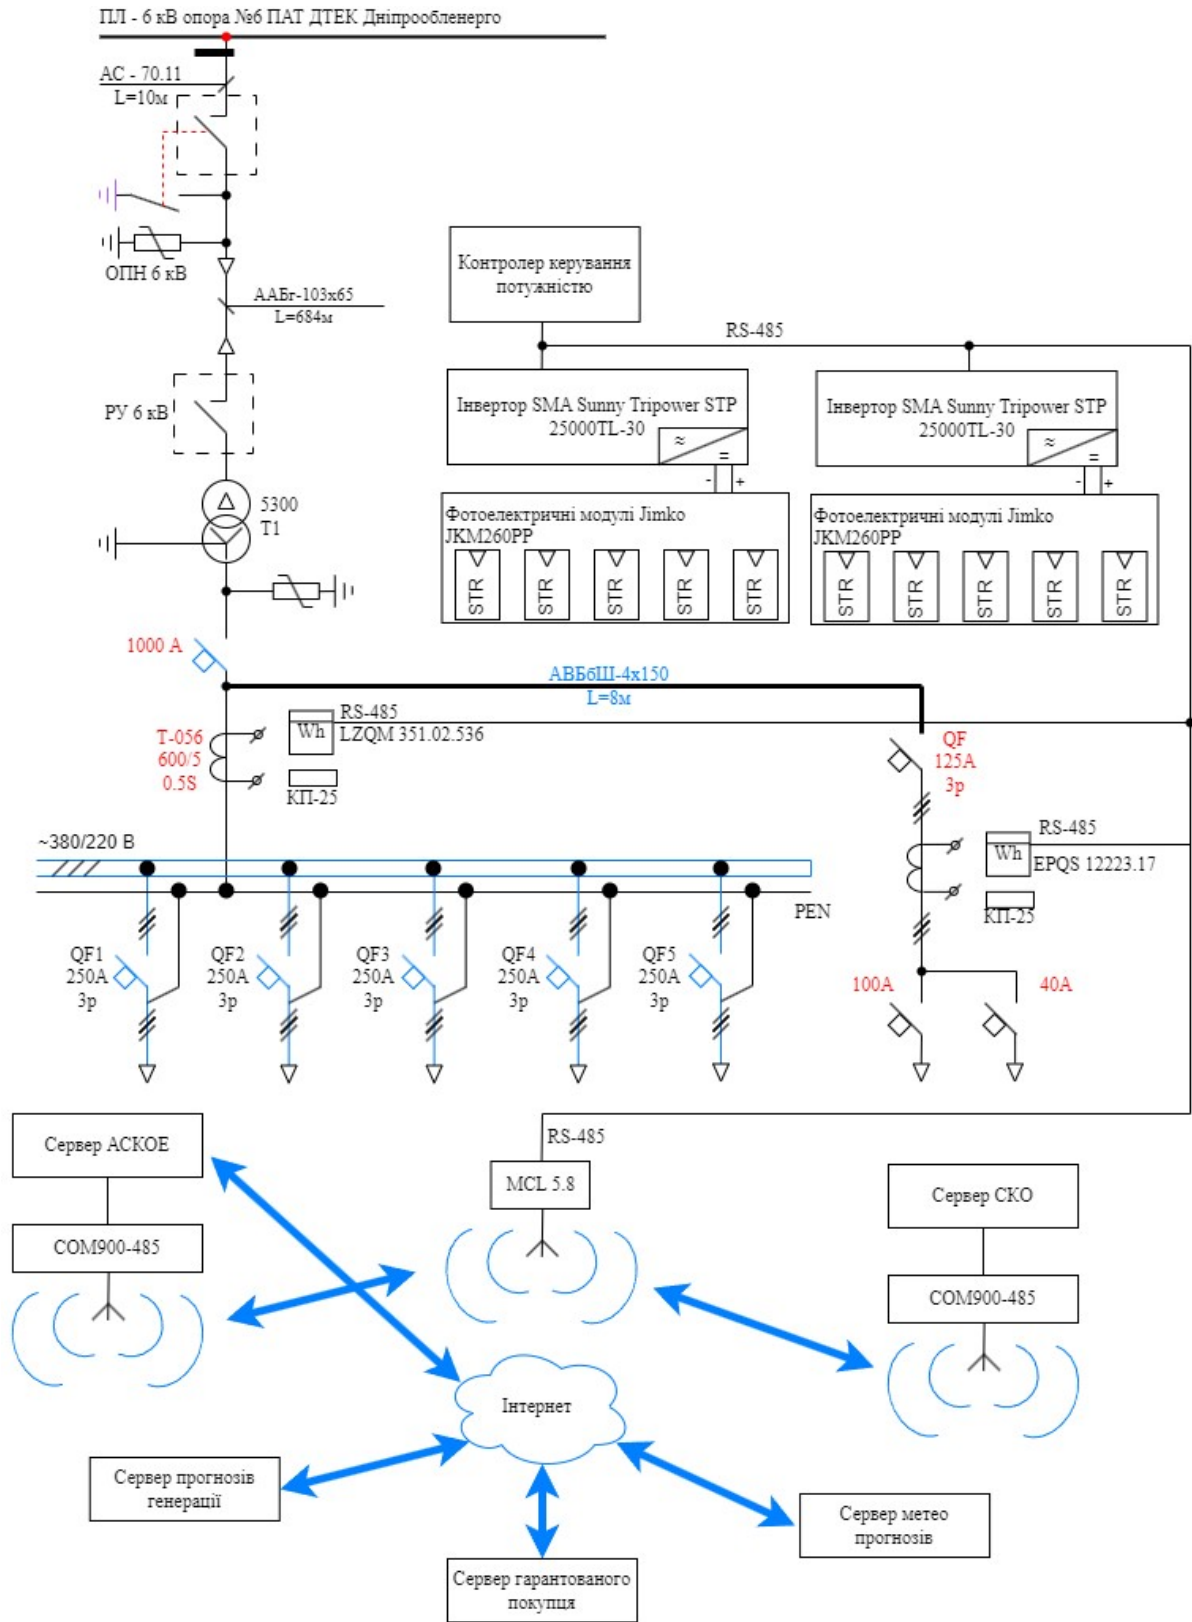 ПЛ - 6 кВ опора №6 ПАТ ДТЕК Дніпрообленерго
АС - 70.11
L=10м
ОПН 6 кВ
ААБг-103х65
L=684м
РУ 6 кВ
5300
Т1
Контролер керування
потужністю
RS-485
Інвертор SMA Sunny Tripower STP
25000TL-30
≈
=
- +
Фотоелектричні модулі Jimko
JKM260PP
STR
STR
STR
STR
STR
Інвертор SMA Sunny Tripower STP
25000TL-30
≈
=
- +
Фотоелектричні модулі Jimko
JKM260PP
STR
STR
STR
STR
STR
1000 А
АВБбШ-4х150
L=8м
Т-056
600/5
0.5S
Wh
RS-485
LZQM 351.02.536
КП-25
QF
125А
3р
Wh
RS-485
EPQS 12223.17
КП-25
~380/220 В
PEN
QF1
250А
3р
QF2
250А
3р
QF3
250А
3р
QF4
250А
3р
QF5
250А
3р
100А
40А
Сервер АСКОЕ
COM900-485
RS-485
MCL 5.8
Сервер СКО
COM900-485
Інтернет
Сервер прогнозів
генерації
Сервер гарантованого
покупця
Сервер метео
прогнозів